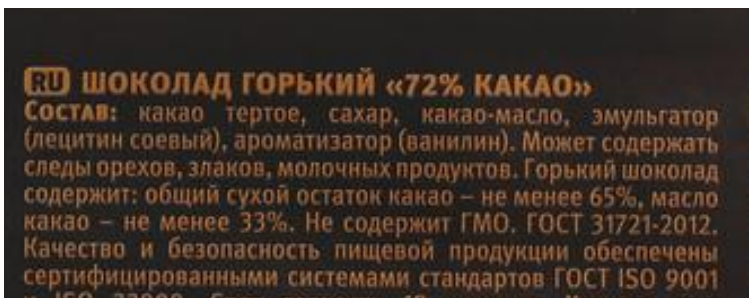 RU ШОКОЛАД ГОРЬКИЙ «72% КАКАО»
СОСТАВ: какао тертое, сахар, какао-масло, эмульгатор
(лецитин соевый), ароматизатор (ванилин). Может содержать
следы орехов, злаков, молочных продуктов. Горький шоколад
содержит: общий сухой остаток какао – не менее 65%, масло
какао – не менее 33%. Не содержит ГМО. ГОСТ 31721-2012.
Качество и безопасность пищевой продукции обеспечены
сертифицированными системами стандартов ГОСТ ISO 9001